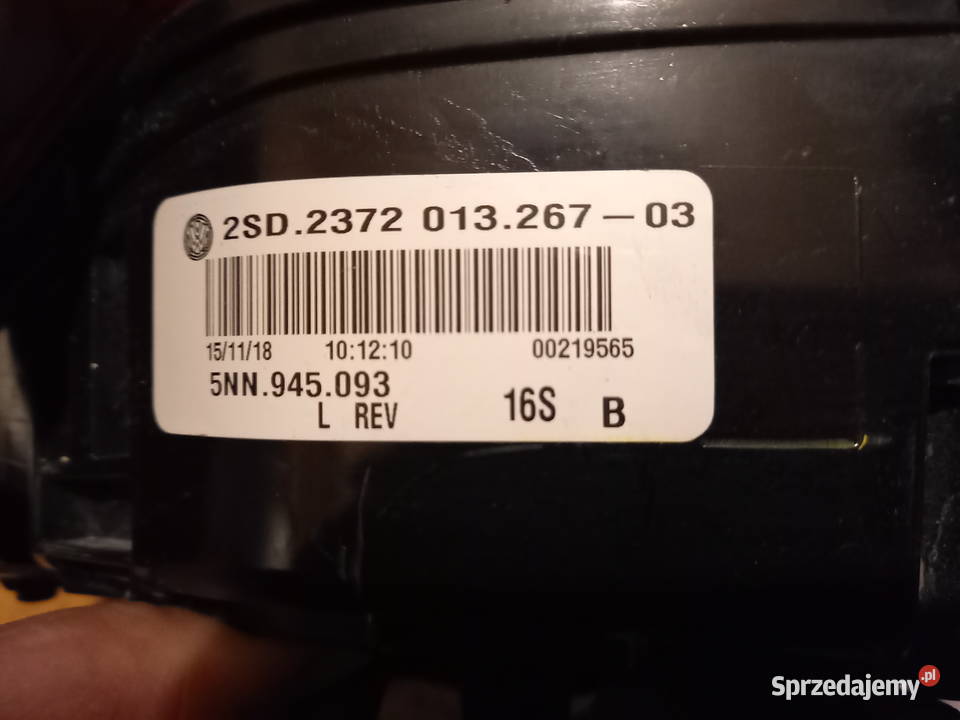 2SD.2372 013.267-03
15/11/18 10:12:10 00219565
5NN.945.093
L REV 16S B
Sprzedajemy.pl